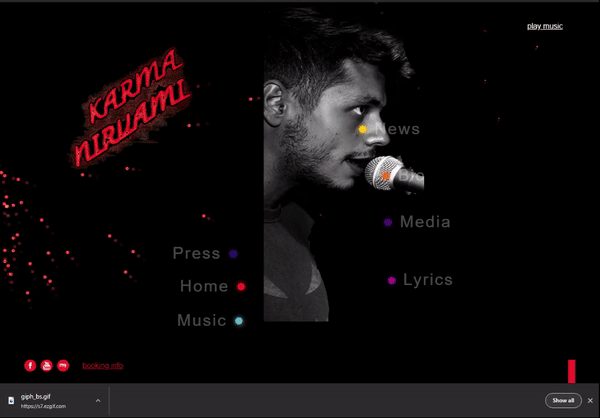 play music
KARMA
NIRVAMI
News
Media
Press
Lyrics
Home
Music
booking info
giph_bs.gif
https://s7.ezgif.com
Show all